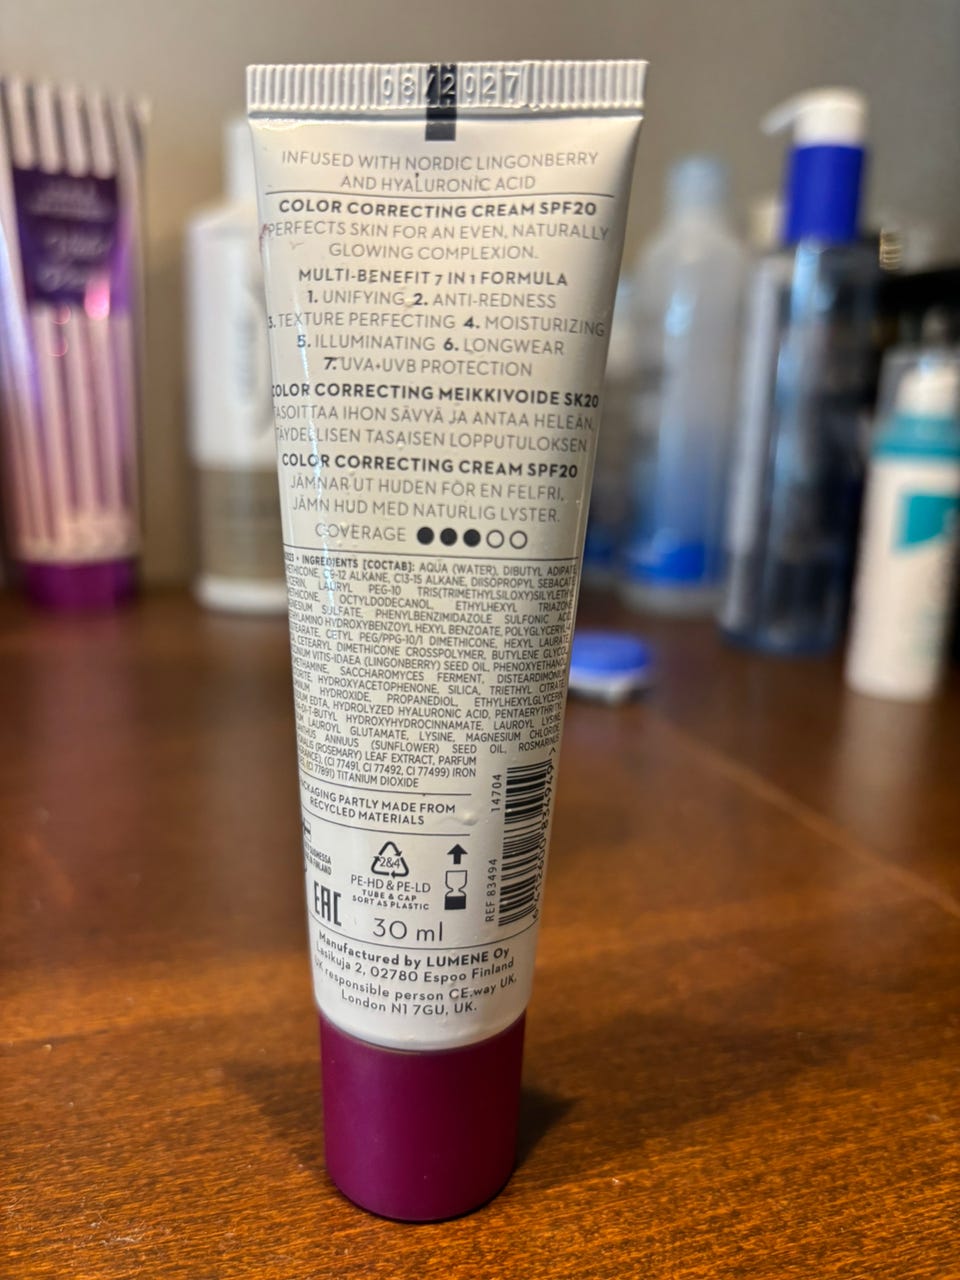 08/2027
INFUSED WITH NORDIC LINGONBERRY
AND HYALURONIC ACID
COLOR CORRECTING CREAM SPF20
PERFECTS SKIN FOR AN EVEN, NATURALLY
GLOWING COMPLEXION.
MULTI-BENEFIT 7 IN 1 FORMULA
1. UNIFYING 2. ANTI-REDNESS
3. TEXTURE PERFECTING 4. MOISTURIZING
5. ILLUMINATING 6. LONGWEAR
7. UVA+UVB PROTECTION
COLOR CORRECTING MEIKKIVOIDE SK20
TASOITTAA IHON SÄVYÄ JA ANTAA HELEÄN,
TÄYDELLISEN TASAISEN LOPPUTULOKSEN.
COLOR CORRECTING CREAM SPF20
JÄMNAR UT HUDEN FÖR EN FELFRI,
JÄMN HUD MED NATURLIG LYSTER.
COVERAGE
INGREDIENTS [СОСТАВ]: AQUA (WATER), DIBUTYL ADIPATE,
C9-12 ALKANE, C13-15 ALKANE, DIISOPROPYL SEBACATE,
LAURYL PEG-10 TRIS(TRIMETHYLSILOXY)SILYLETHYL
OCTYLDODECANOL, ETHYLHEXYL TRIAZONE,
SULFATE, PHENYLBENZIMIDAZOLE SULFONIC ACID,
HYDROXYBENZOYL HEXYL BENZOATE, POLYGLYCERYL-4
CETYL PEG/PPG-10/1 DIMETHICONE, HEXYL LAURATE,
CETEARYL DIMETHICONE CROSSPOLYMER, BUTYLENE GLYCOL,
VITIS-IDAEA (LINGONBERRY) SEED OIL, PHENOXYETHANOL,
SACCHAROMYCES FERMENT, DISTEARDIMONIUM
HYDROXYACETOPHENONE, SILICA, TRIETHYL CITRATE,
HYDROXIDE, PROPANEDIOL, ETHYLHEXYLGLYCERIN,
EDTA, HYDROLYZED HYALURONIC ACID, PENTAERYTHRITYL
HYDROXYHYDROCINNAMATE, LAUROYL LYSINE,
LAUROYL GLUTAMATE, LYSINE, MAGNESIUM CHLORIDE,
ANNUUS (SUNFLOWER) SEED OIL, ROSMARINUS
(ROSEMARY) LEAF EXTRACT, PARFUM
(CI 77491, CI 77492, CI 77499) IRON
(CI 77891) TITANIUM DIOXIDE
PACKAGING PARTLY MADE FROM
RECYCLED MATERIALS
14704
REF 83494
2&4
PE-HD & PE-LD
TUBE & CAP
SORT AS PLASTIC
EAC
30 ml
Manufactured by LUMENE Oy
Lasikuja 2, 02780 Espoo Finland
UK responsible person CE.way UK,
London N1 7GU, UK.